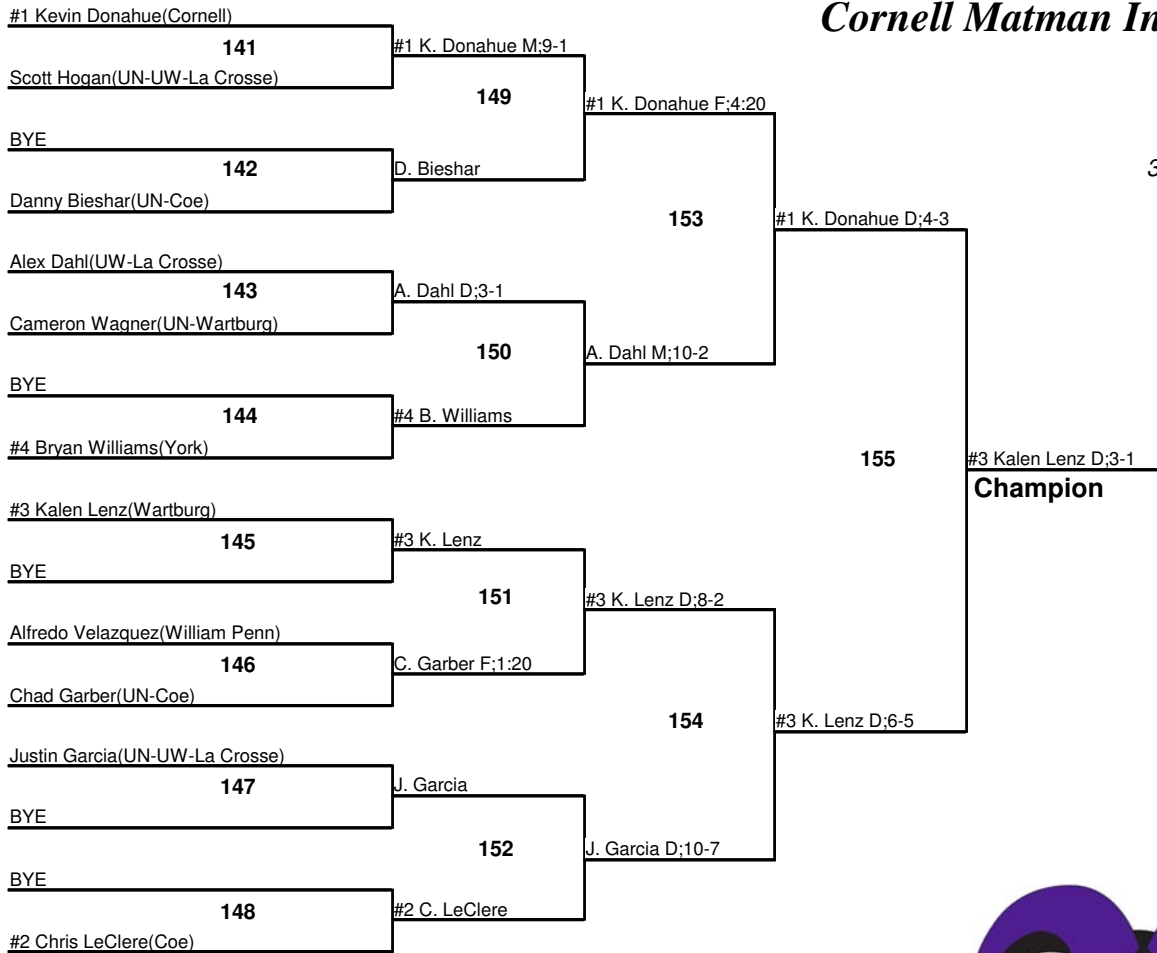 Cornell Matman In
3
#1 Kevin Donahue(Cornell)
141
Scott Hogan(UN-UW-La Crosse)
BYE
142
Danny Bieshar(UN-Coe)
Alex Dahl(UW-La Crosse)
143
Cameron Wagner(UN-Wartburg)
BYE
144
#4 Bryan Williams(York)
#3 Kalen Lenz(Wartburg)
145
BYE
Alfredo Velazquez(William Penn)
146
Chad Garber(UN-Coe)
Justin Garcia(UN-UW-La Crosse)
147
BYE
BYE
148
#2 Chris LeClere(Coe)
#1 K. Donahue M;9-1
149
D. Bieshar
A. Dahl D;3-1
150
#4 B. Williams
#3 K. Lenz
151
C. Garber F;1:20
J. Garcia
152
#2 C. LeClere
#1 K. Donahue F;4:20
153
A. Dahl M;10-2
#3 K. Lenz D;8-2
154
J. Garcia D;10-7
#1 K. Donahue D;4-3
155
#3 K. Lenz D;6-5
#3 Kalen Lenz D;3-1
Champion